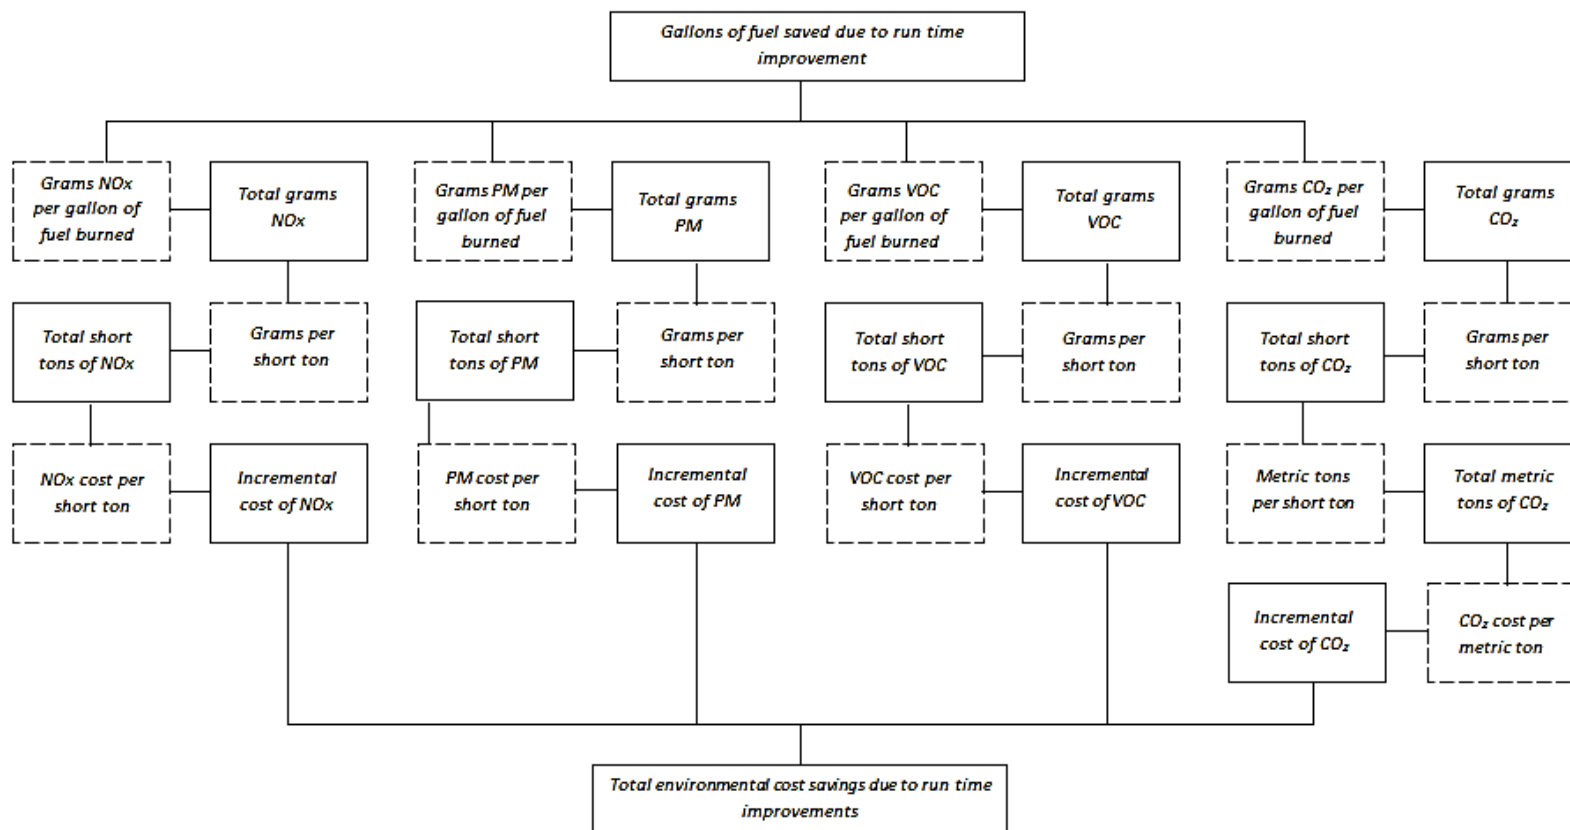 Gallons of fuel saved due to run time
improvement
Grams NOx
per gallon of
fuel burned
Total grams
NOx
Grams PM per
gallon of fuel
burned
Total grams
PM
Grams VOC
per gallon of
fuel burned
Total grams
VOC
Grams CO₂ per
gallon of fuel
burned
Total grams
CO₂
Total short
tons of NOx
Grams per
short ton
Total short
tons of PM
Grams per
short ton
Total short
tons of VOC
Grams per
short ton
Total short
tons of CO₂
Grams per
short ton
NOx cost per
short ton
Incremental
cost of NOx
PM cost per
short ton
Incremental
cost of PM
VOC cost per
short ton
Incremental
cost of VOC
Metric tons
per short ton
Total metric
tons of CO₂
Incremental
cost of CO₂
CO₂ cost per
metric ton
Total environmental cost savings due to run time
improvements